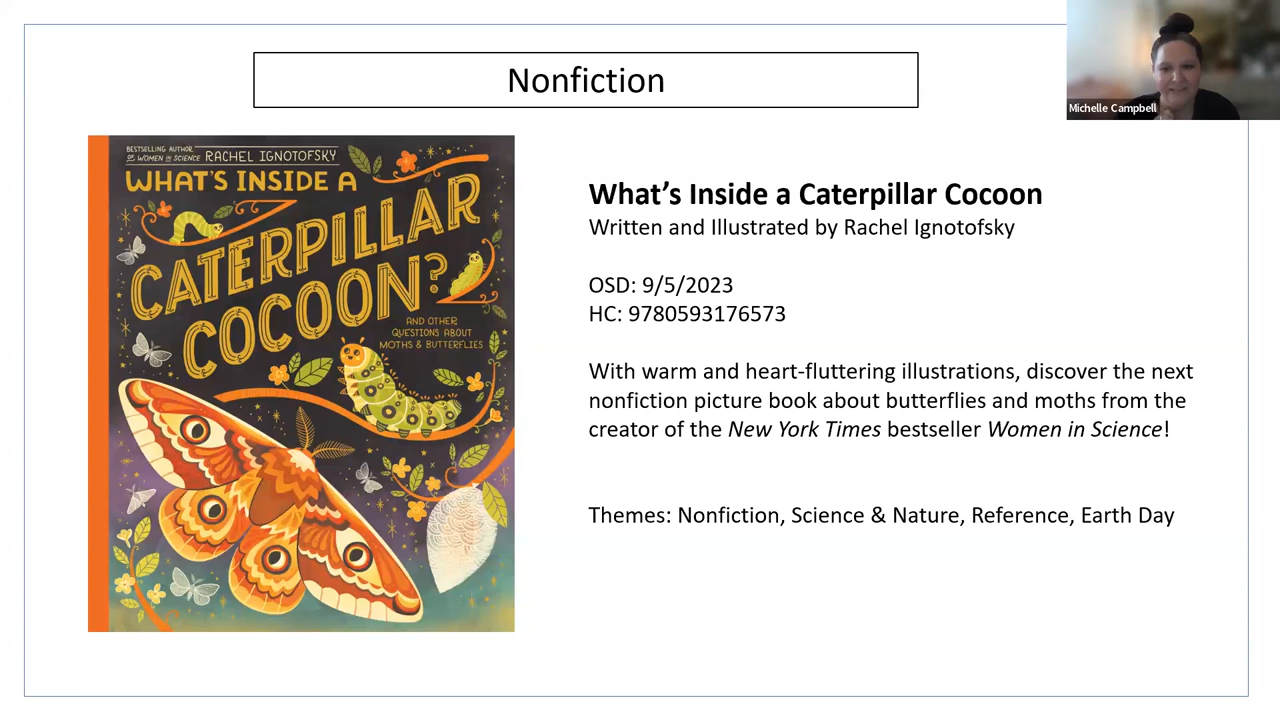 Nonfiction
Michelle Campbell
BESTSELLING AUTHOR
OF WOMEN IN SCIENCE RACHEL IGNOTOFSKY
WHAT'S INSIDE A
CATERPILLAR
COCOON?
AND OTHER
QUESTIONS ABOUT
MOTHS & BUTTERFLIES
What's Inside a Caterpillar Cocoon
Written and Illustrated by Rachel Ignotofsky
OSD: 9/5/2023
HC: 9780593176573
With warm and heart-fluttering illustrations, discover the next
nonfiction picture book about butterflies and moths from the
creator of the New York Times bestseller Women in Science!
Themes: Nonfiction, Science & Nature, Reference, Earth Day